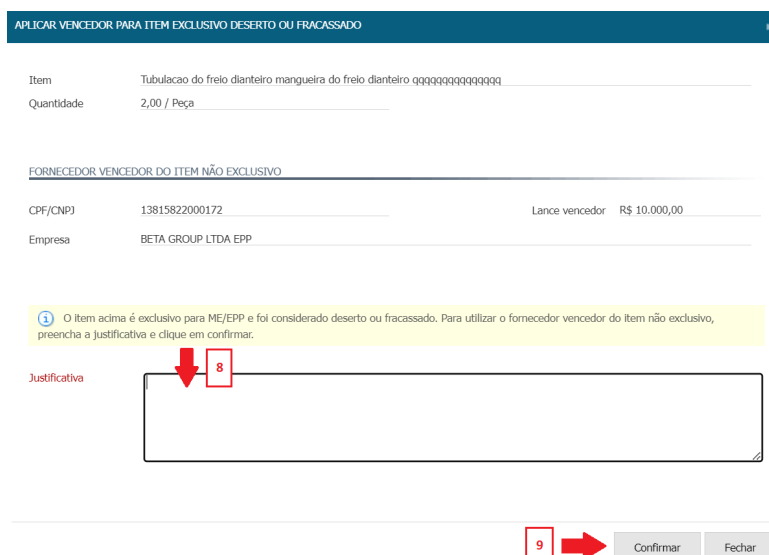 APLICAR VENCEDOR PARA ITEM EXCLUSIVO DESERTO OU FRACASSADO
Item Tubulacao do freio dianteiro mangueira do freio dianteiro qqqqqqqqqqqqqqq
Quantidade 2,00 / Peça
FORNECEDOR VENCEDOR DO ITEM NÃO EXCLUSIVO
CPF/CNPJ 13815822000172 Lance vencedor R$ 10.000,00
Empresa BETA GROUP LTDA EPP
O item acima é exclusivo para ME/EPP e foi considerado deserto ou fracassado. Para utilizar o fornecedor vencedor do item não exclusivo,
preencha a justificativa e clique em confirmar.
8
Justificativa
9 Confirmar Fechar